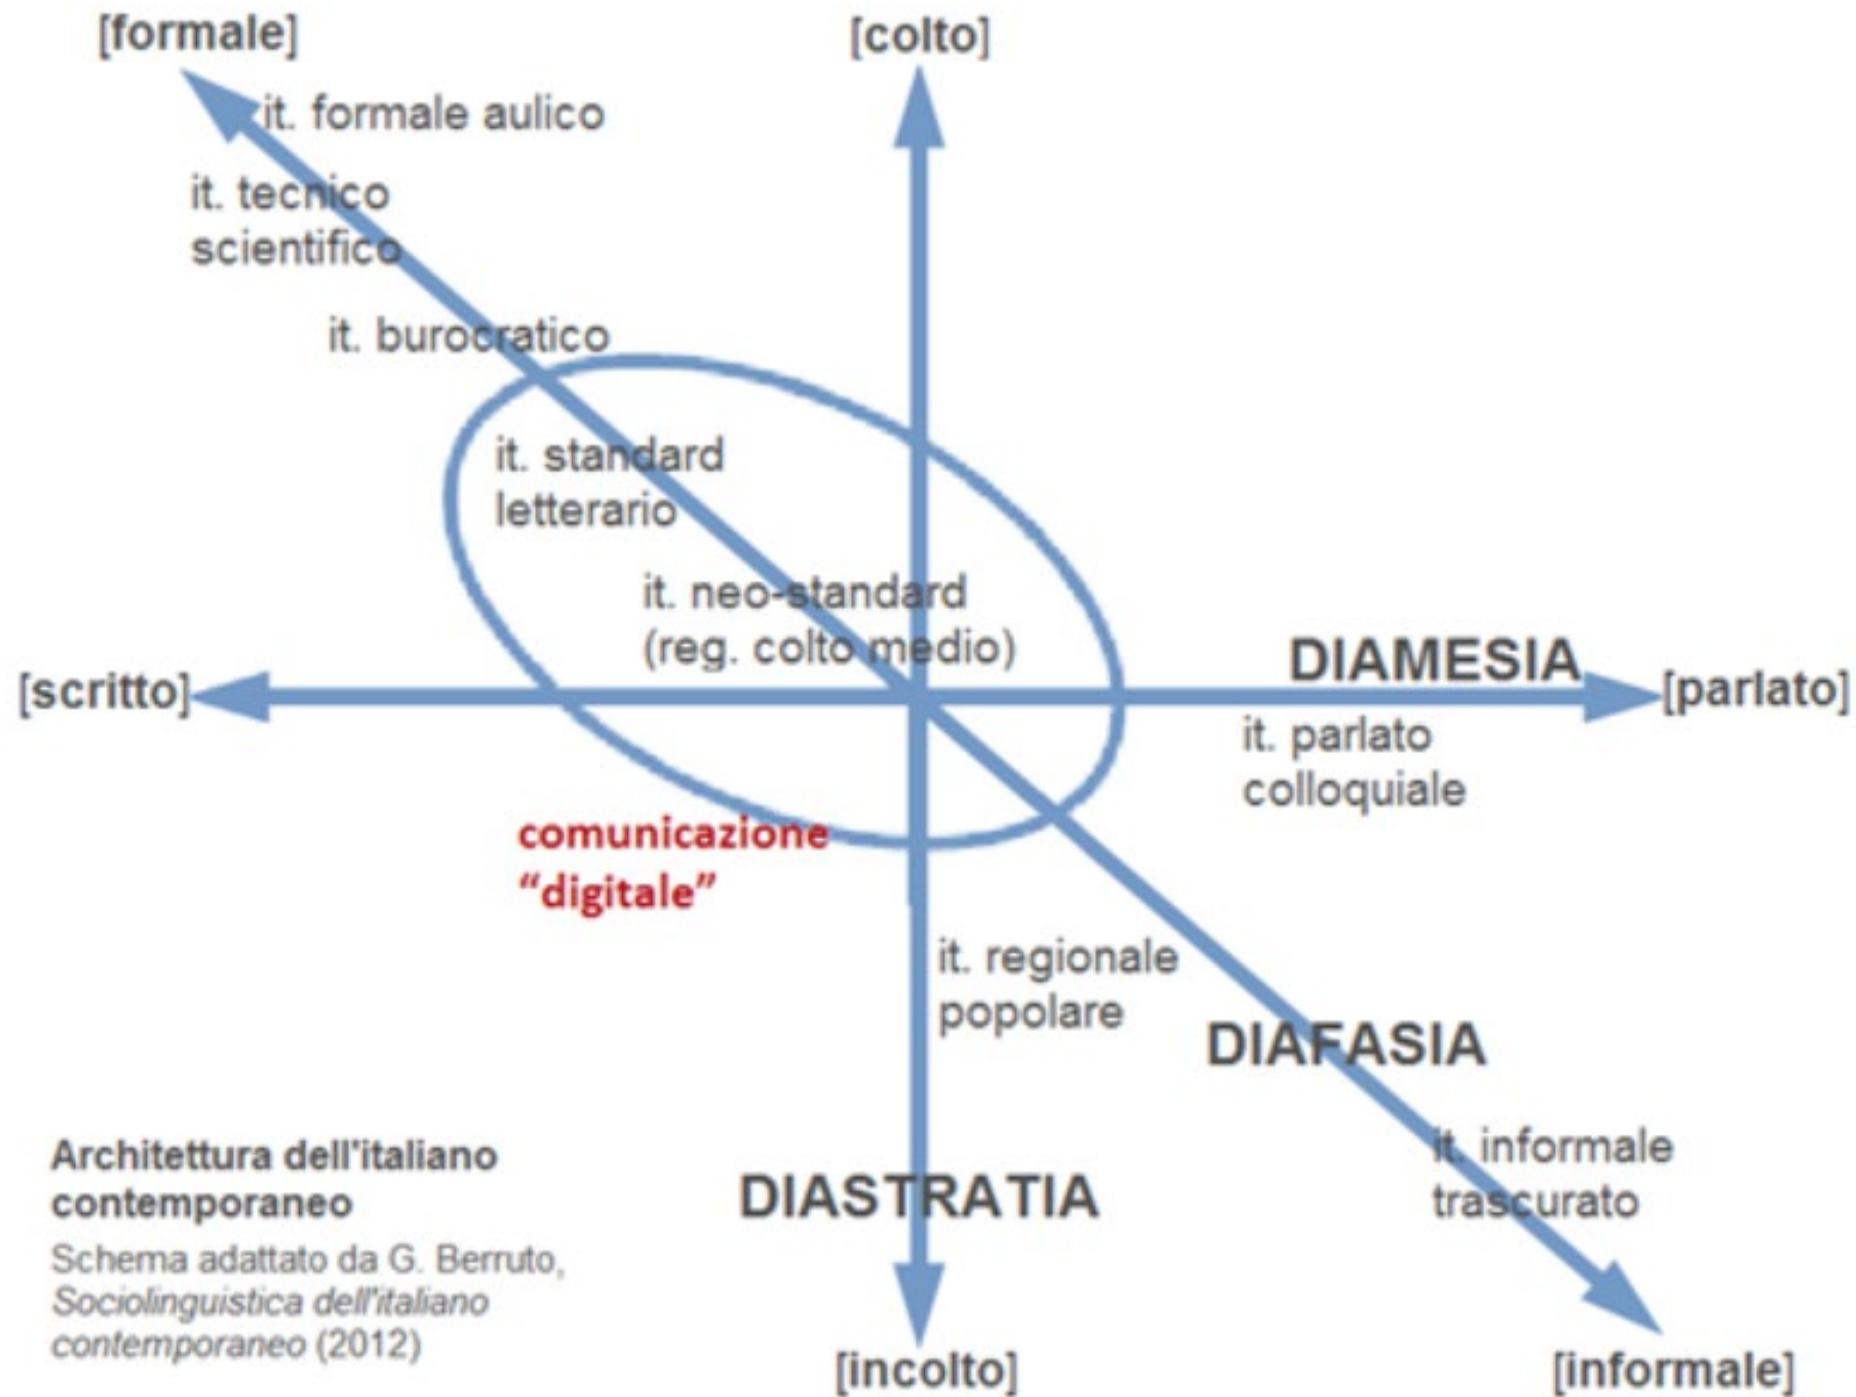 [formale]
[colto]
it. formale aulico
it. tecnico
scientifico
it. burocratico
it. standard
letterario
it. neo-standard
(reg. colto medio)
DIAMESIA
[scritto]
[parlato]
it. parlato
colloquiale
comunicazione
“digitale”
it. regionale
popolare
DIAFASIA
it. informale
trascurato
DIASTRATIA
Architettura dell'italiano
contemporaneo
Schema adattato da G. Berruto,
Sociolinguistica dell'italiano
contemporaneo (2012)
[incolto]
[informale]